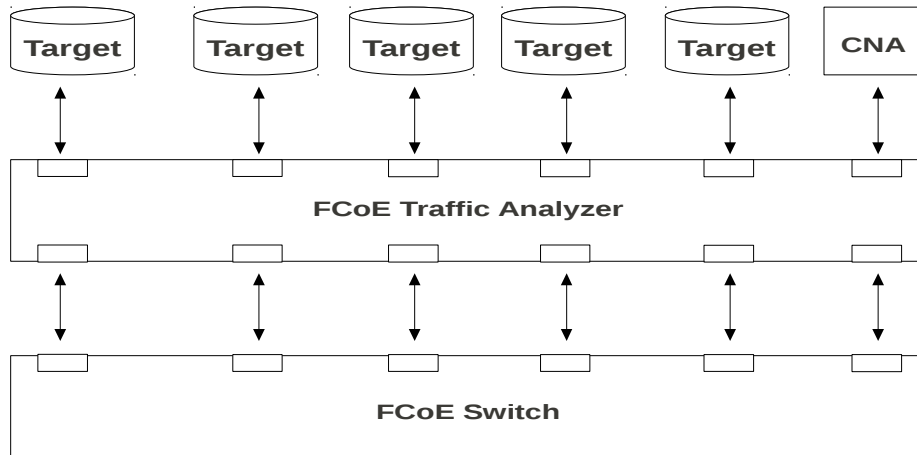 Target Target Target Target Target CNA
FCoE Traffic Analyzer
FCoE Switch